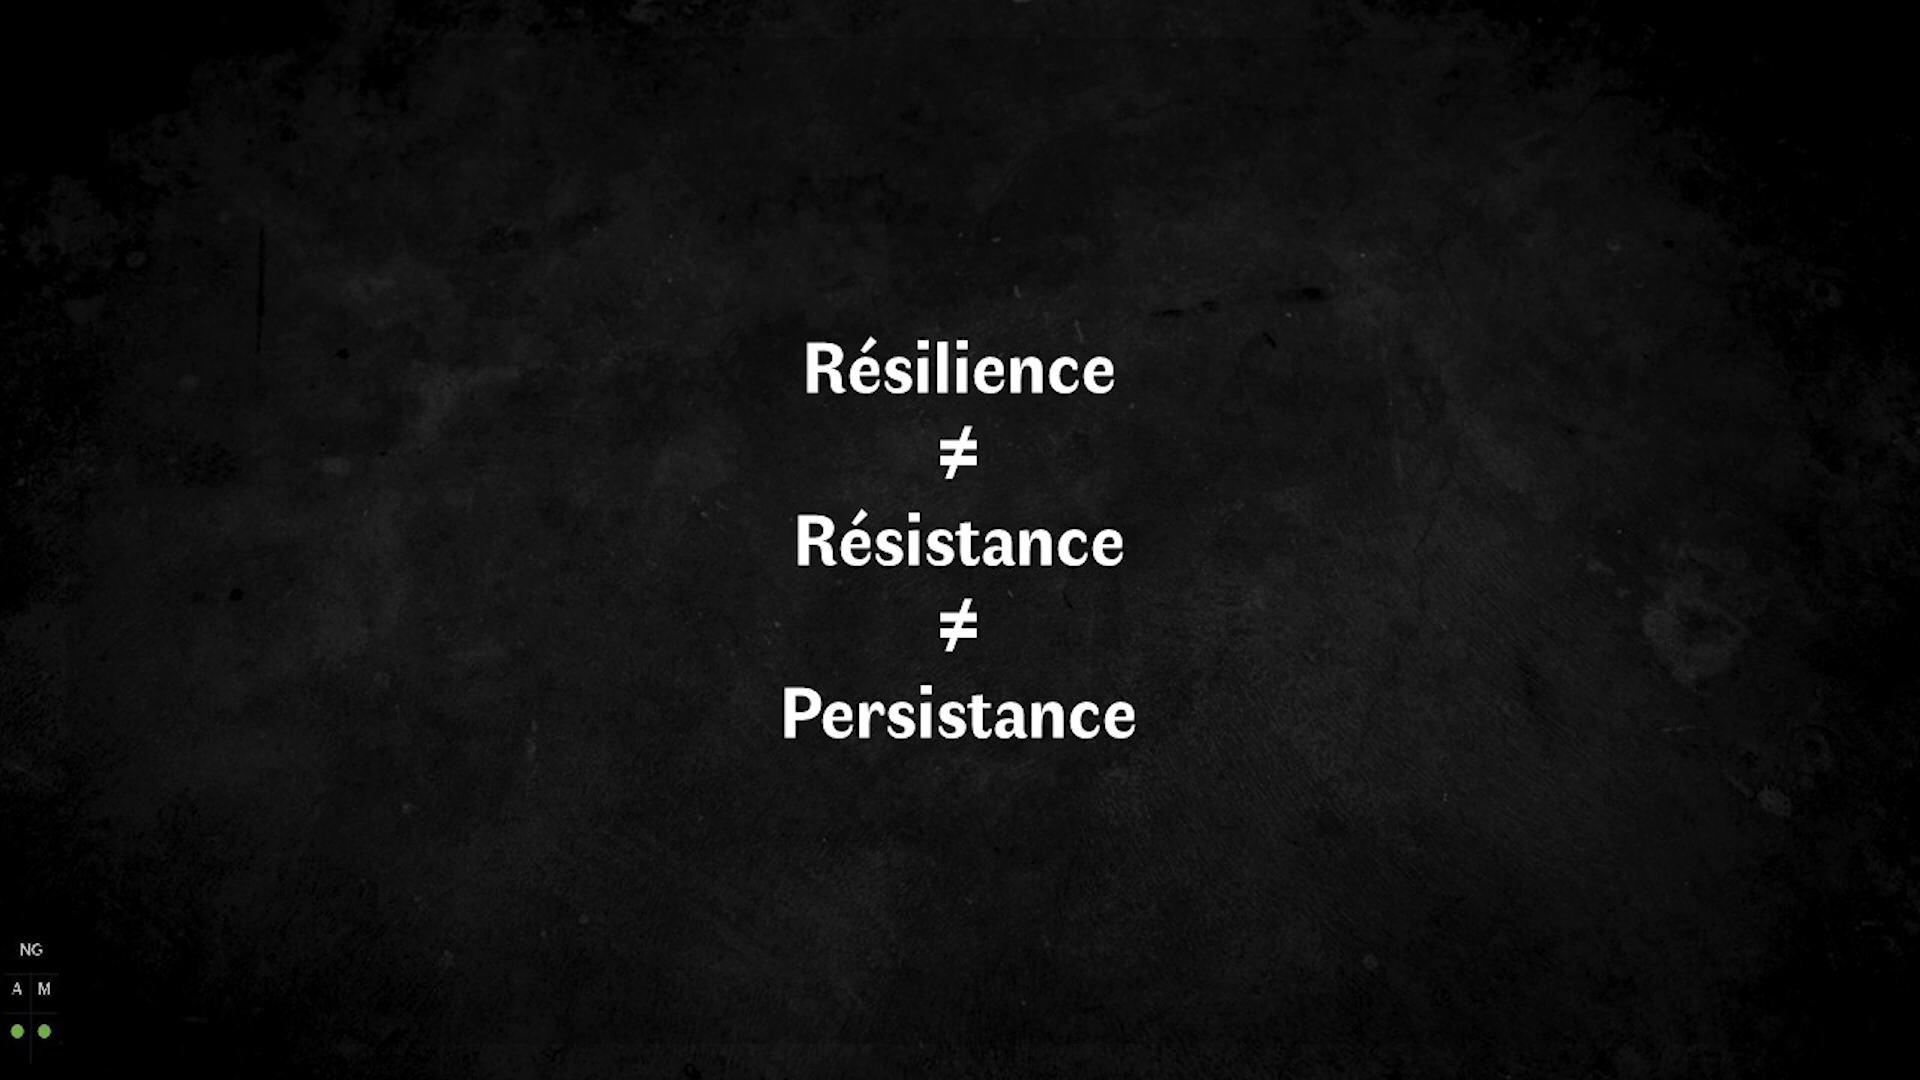 Résilience
≠
Résistance
≠
Persistance
NG
A M